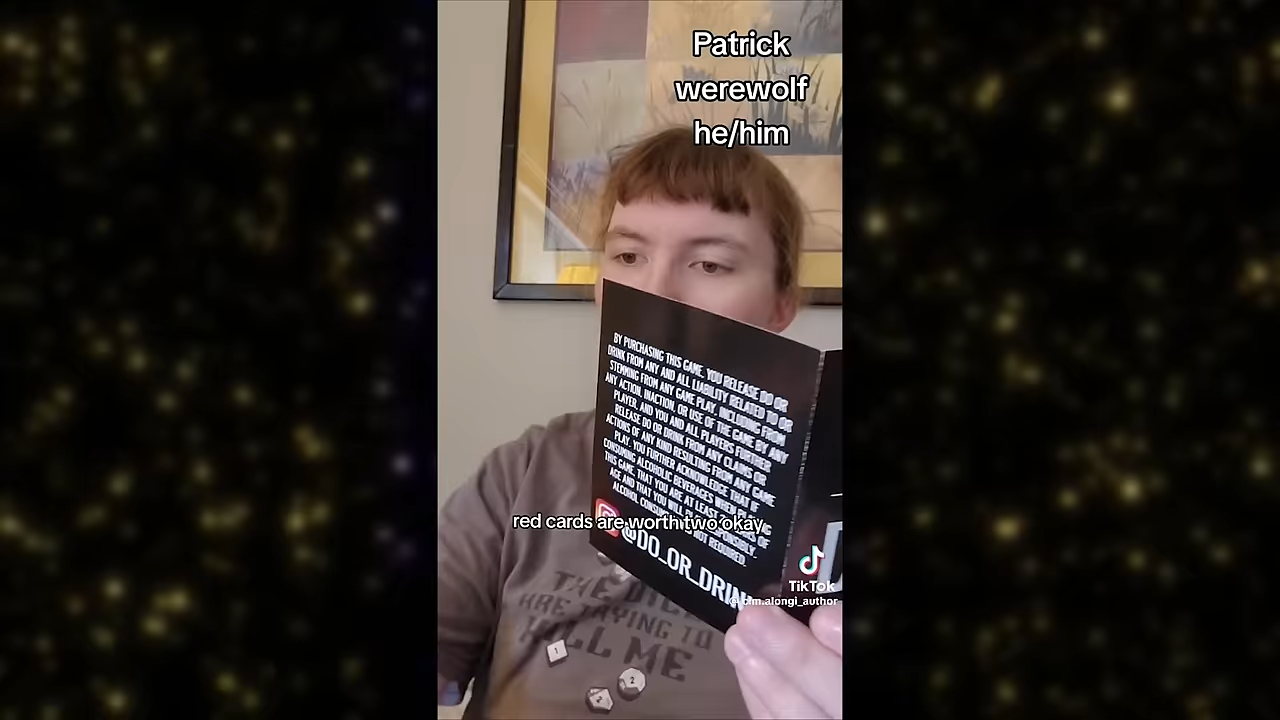 Patrick
werewolf
he/him
BY PURCHASING THIS GAME, YOU RELEASE DO OR
DRINK FROM ANY AND ALL LIABILITY RELATED TO OR
STEMMING FROM ANY GAME PLAY, INCLUDING FROM
ANY ACTION, INACTION, OR USE OF THE GAME BY ANY
PLAYER, AND YOU AND ALL PLAYERS FURTHER
RELEASE DO OR DRINK FROM ANY CLAIMS OR
ACTIONS OF ANY KIND RESULTING FROM ANY GAME
PLAY. YOU FURTHER ACKNOWLEDGE THAT IF
CONSUMING ALCOHOLIC BEVERAGES WHEN PLAYING
THIS GAME, THAT YOU ARE AT LEAST OF
AGE AND THAT YOU WILL
ALCOHOL NOT REQUIRED.
red cards are worth two okay
@DO_OR_DRINK
TikTok
THE DICE
ARE TRYING TO
KILL ME
1
2
2